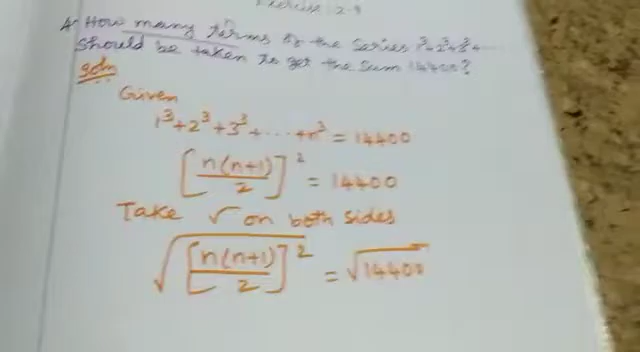 Exercise: 2.9
4. How many terms of the series 1³+2³+3³+...
should be taken to get the sum 14400?
Soln
Given
1³+2³+3³+...+n³ = 14400
[n(n+1)/2]² = 14400
Take √ on both sides
√[n(n+1)/2]² = √14400